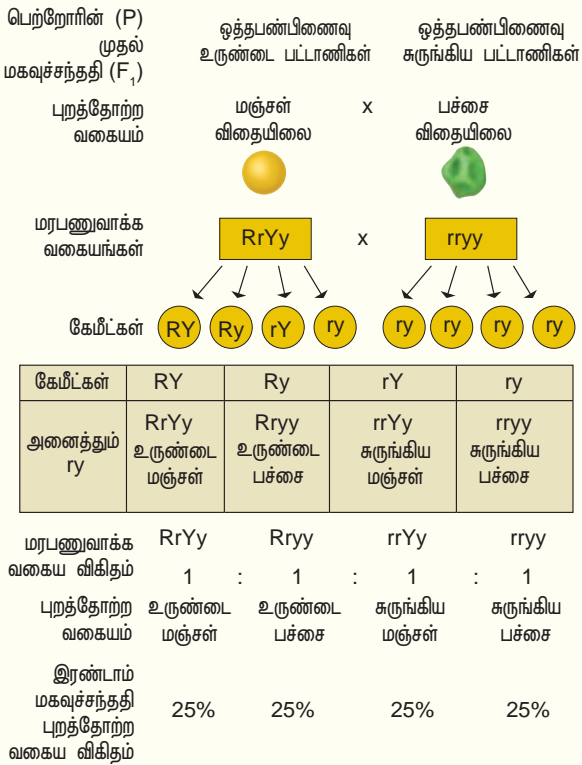 பெற்றோரின் (P)
முதல்
மகவுச்சந்ததி (F₁)
ஒத்தபண்பிணைவு
உருண்டை பட்டாணிகள்
ஒத்தபண்பிணைவு
சுருங்கிய பட்டாணிகள்
புறத்தோற்ற
வகையம்
மஞ்சள்
விதையிலை
x
பச்சை
விதையிலை
மரபணுவாக்க
வகையங்கள்
RrYy x rryy
கேமீட்கள் RY Ry rY ry ry ry ry ry
கேமீட்கள் RY Ry rY ry
அனைத்தும்
ry
RrYy
உருண்டை
மஞ்சள்
Rryy
உருண்டை
பச்சை
rrYy
சுருங்கிய
மஞ்சள்
rryy
சுருங்கிய
பச்சை
மரபணுவாக்க
வகைய விகிதம்
RrYy Rryy rrYy rryy
1 : 1 : 1 : 1
புறத்தோற்ற
வகையம்
உருண்டை
மஞ்சள்
உருண்டை
பச்சை
சுருங்கிய
மஞ்சள்
சுருங்கிய
பச்சை
இரண்டாம்
மகவுச்சந்ததி
புறத்தோற்ற
வகைய விகிதம்
25% 25% 25% 25%